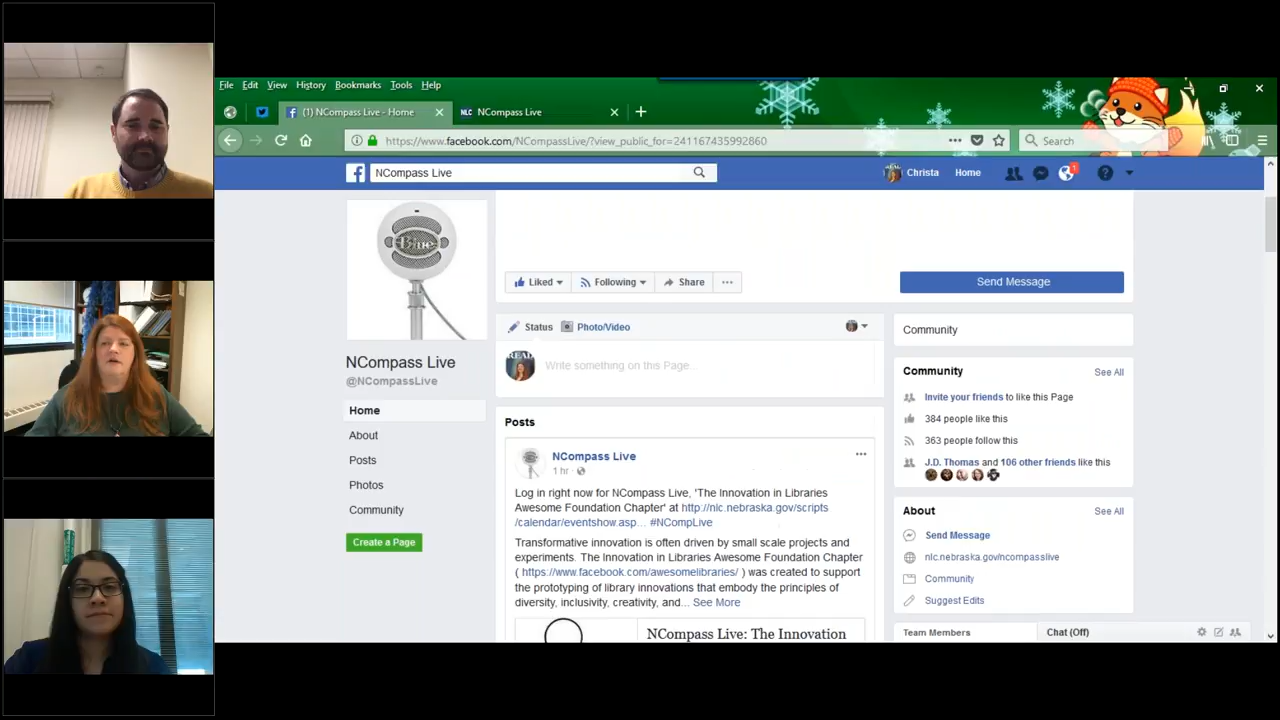 File Edit View History Bookmarks Tools Help
(1) NCompass Live - Home
NLC NCompass Live
https://www.facebook.com/NCompassLive/?view_public_for=241167435992860
Search
NCompass Live
Christa
Home
1
Blue
Liked
Following
Share
Send Message
Status
Photo/Video
READ
Write something on this Page...
NCompass Live
@NCompassLive
Home
About
Posts
Photos
Community
Create a Page
Posts
NCompass Live
1 hr
Log in right now for NCompass Live, 'The Innovation in Libraries
Awesome Foundation Chapter' at http://nlc.nebraska.gov/scripts
/calendar/eventshow.asp... #NCompLive
Transformative innovation is often driven by small scale projects and
experiments. The Innovation in Libraries Awesome Foundation Chapter
( https://www.facebook.com/awesomelibraries/ ) was created to support
the prototyping of library innovations that embody the principles of
diversity, inclusivity, creativity, and... See More
NCompass Live: The Innovation
Community
Community
See All
Invite your friends to like this Page
384 people like this
363 people follow this
J.D. Thomas and 106 other friends like this
About
See All
Send Message
nlc.nebraska.gov/ncompasslive
Community
Suggest Edits
Team Members
Chat (Off)